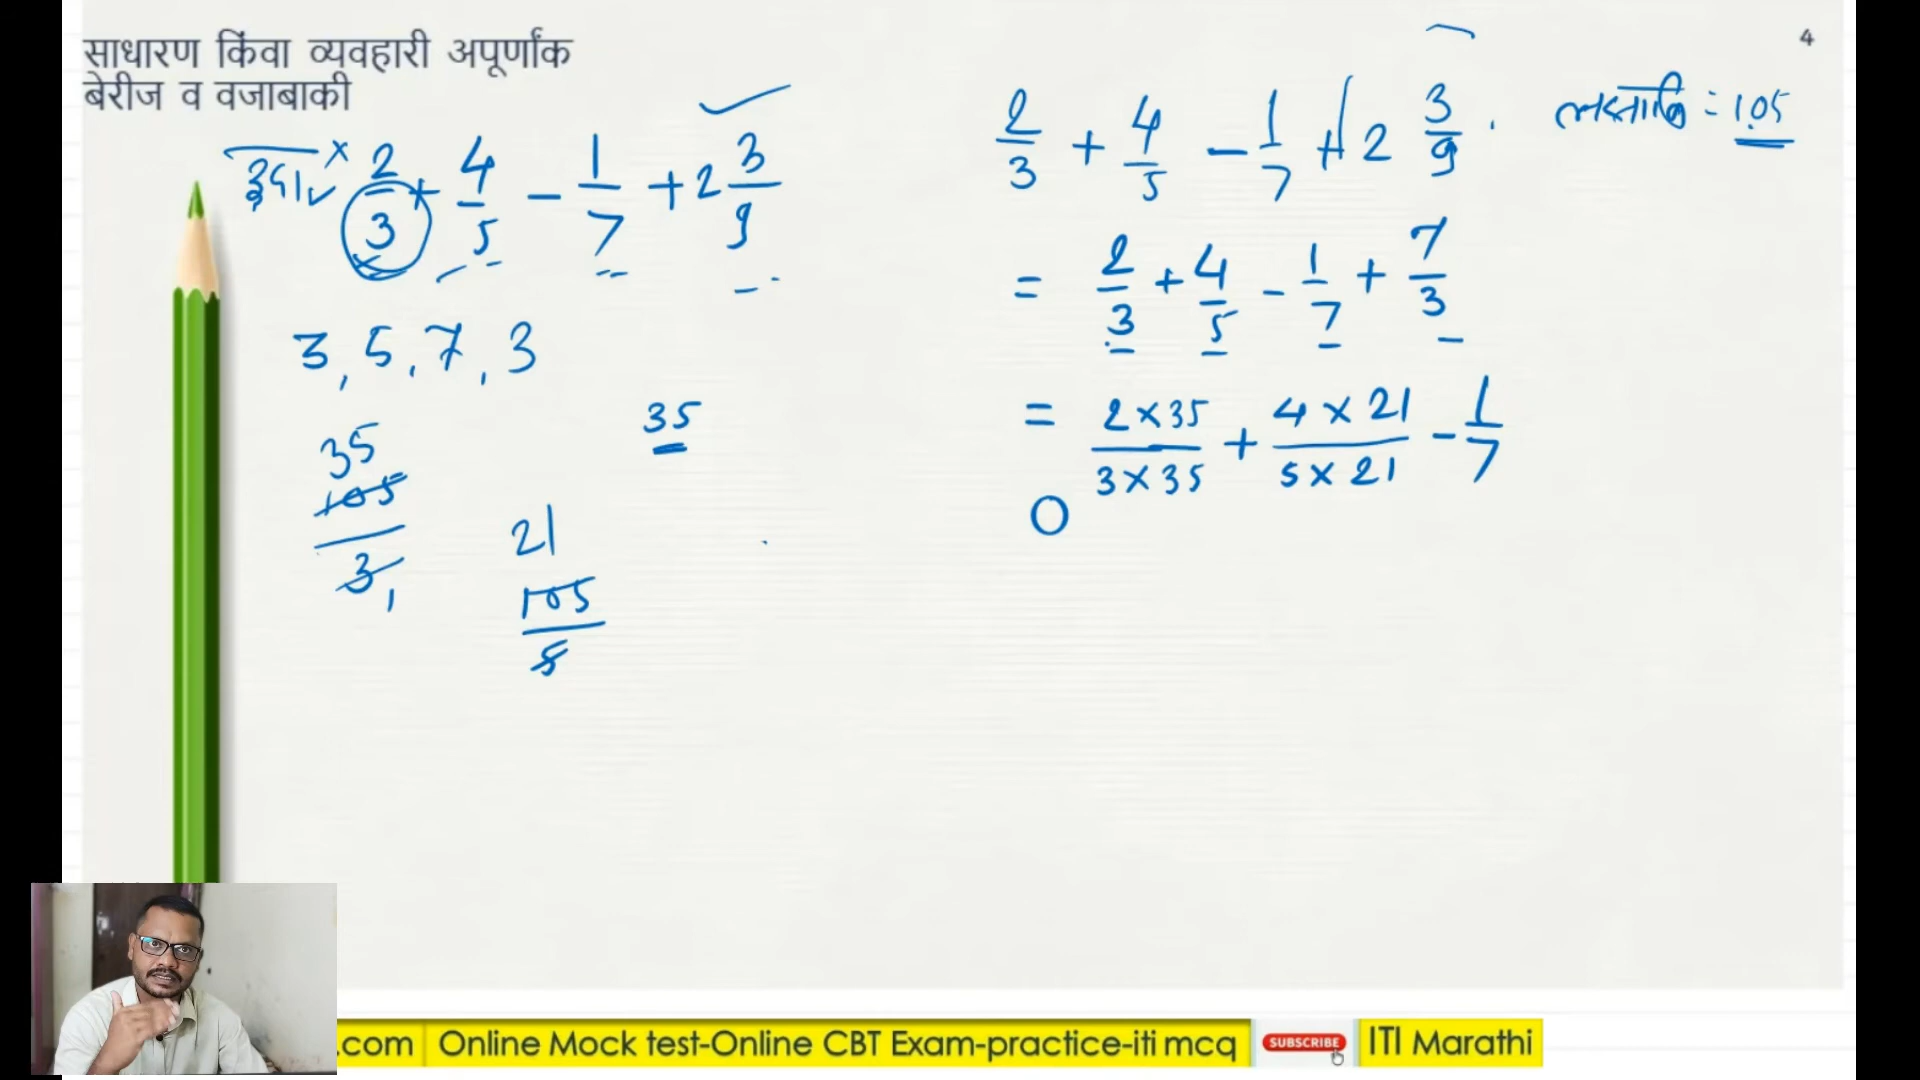 साधारण किंवा व्यवहारी अपूर्णांक
बेरीज व वजाबाकी
4
× 2/3 + 4/5 − 1/7 + 2 3/9
3, 5, 7, 3
35
105
3, 1
35
21
105
5
2/3 + 4/5 − 1/7 + 2 3/9
= 105
= 2/3 + 4/5 − 1/7 + 7/3
= 2×35/3×35 + 4×21/5×21 − 1/7
.com
Online Mock test-Online CBT Exam-practice-iti mcq
SUBSCRIBE
ITI Marathi